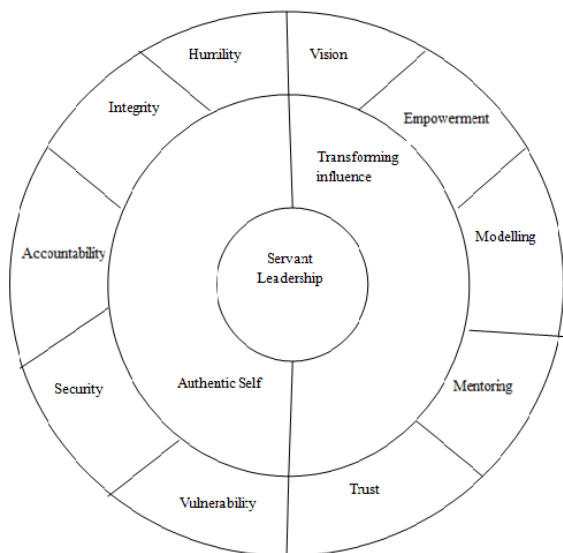 Humility
Vision
Integrity
Empowerment
Transforming
influence
Modelling
Accountability
Servant
Leadership
Authentic Self
Security
Mentoring
Vulnerability
Trust